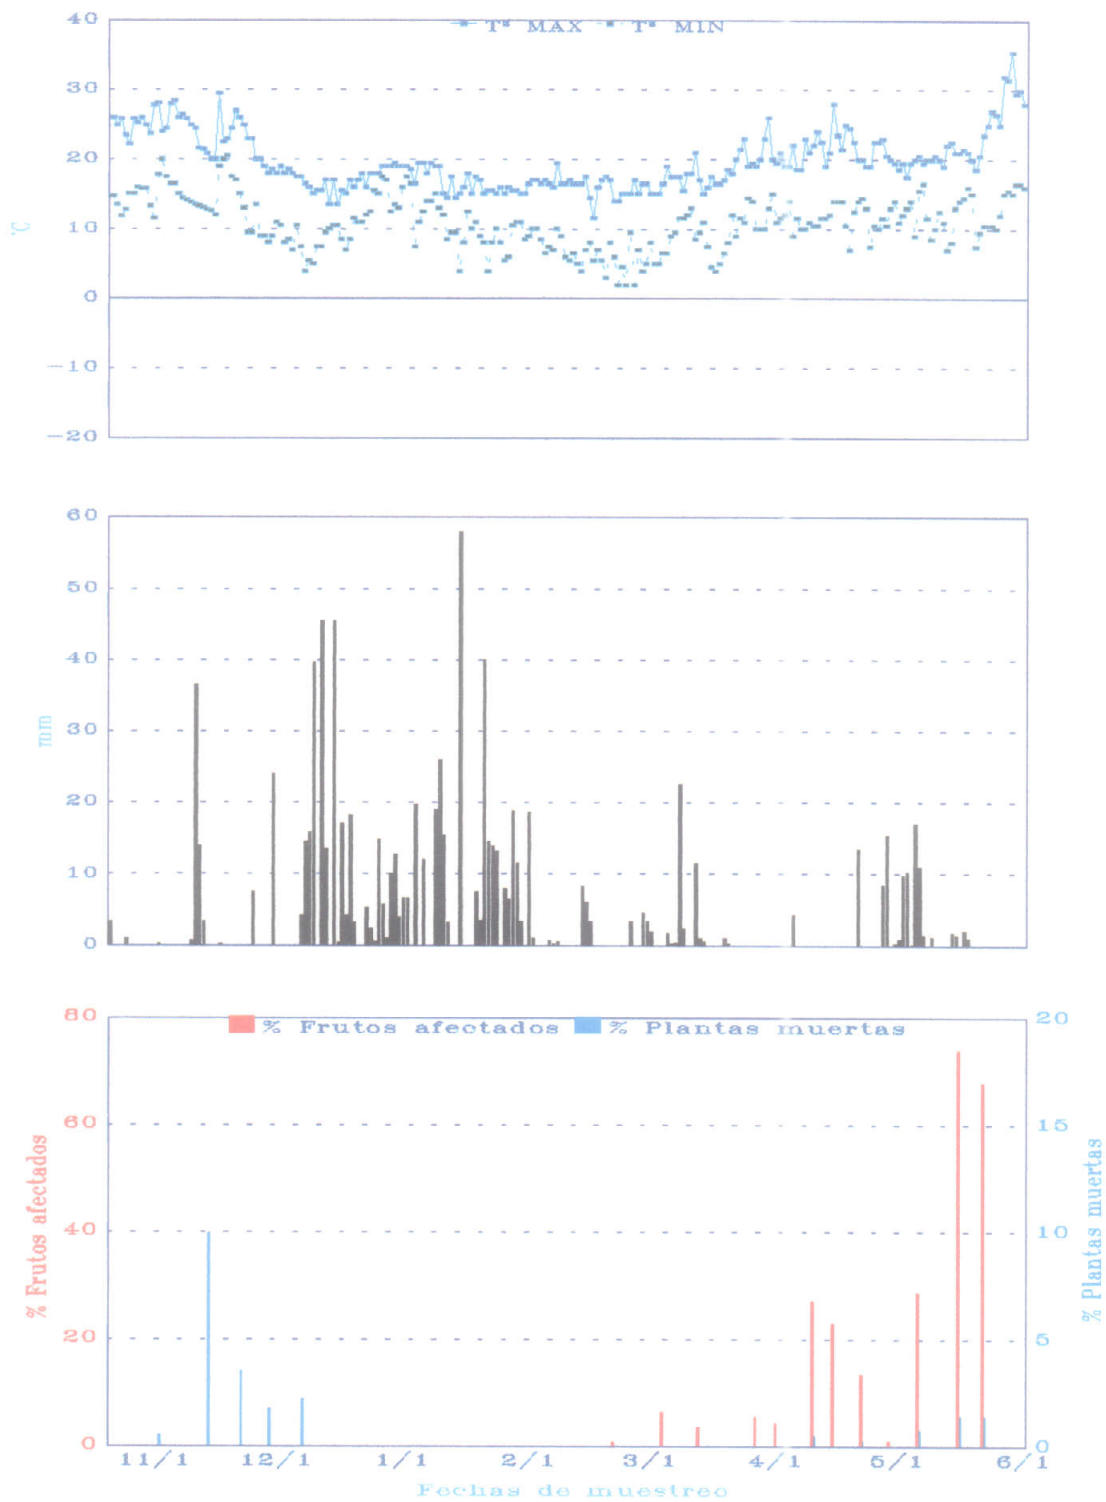 40
Tª MAX Tª MIN
30
20
10
°C
0
-10
-20
60
50
40
30
mm
20
10
0
80 20
% Frutos afectados % Plantas muertas
60 15
% Frutos afectados
% Plantas muertas
40 10
20 5
0 0
11/1 12/1 1/1 2/1 3/1 4/1 5/1 6/1
Fechas de muestreo